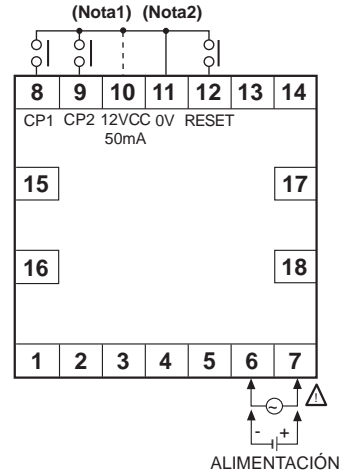 (Nota1) (Nota2)
8 9 10 11 12 13 14
CP1 CP2 12VCC 0V RESET
50mA
15 17
16 18
1 2 3 4 5 6 7
~ !
- +
ALIMENTACIÓN